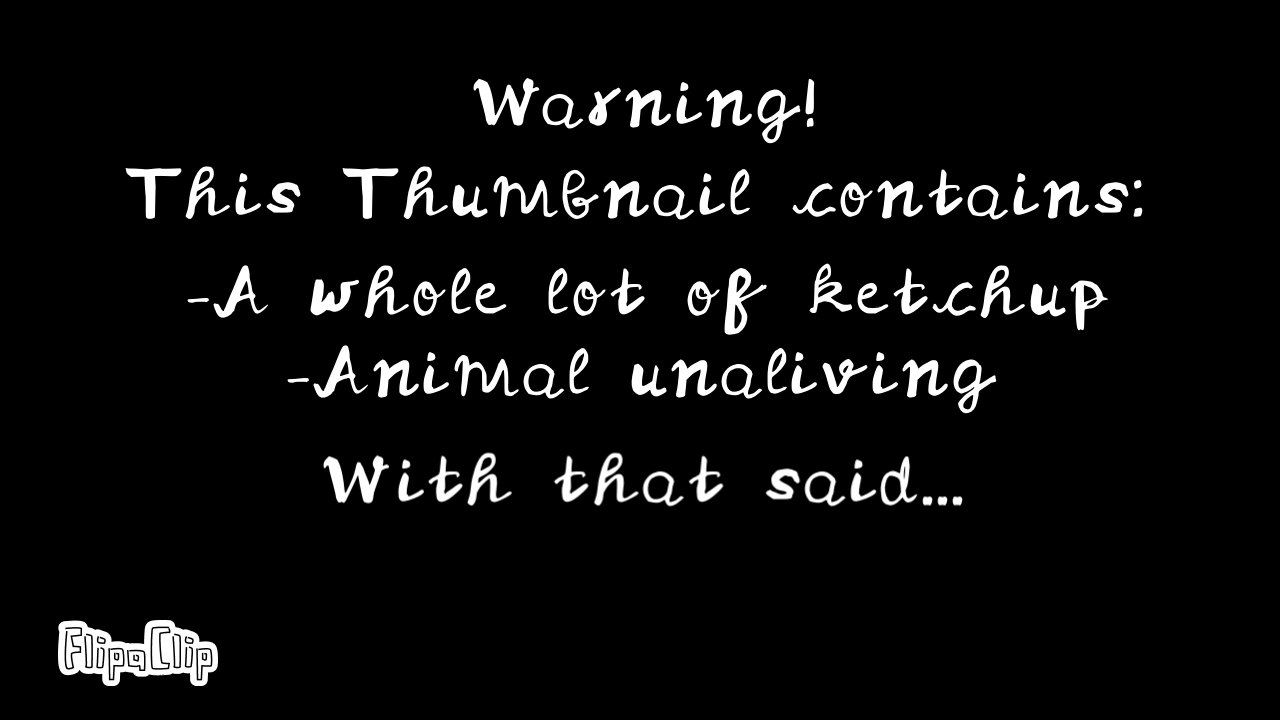 Warning!
This Thumbnail contains:
-A whole lot of ketchup
-Animal unaliving
With that said...
FlipaClip